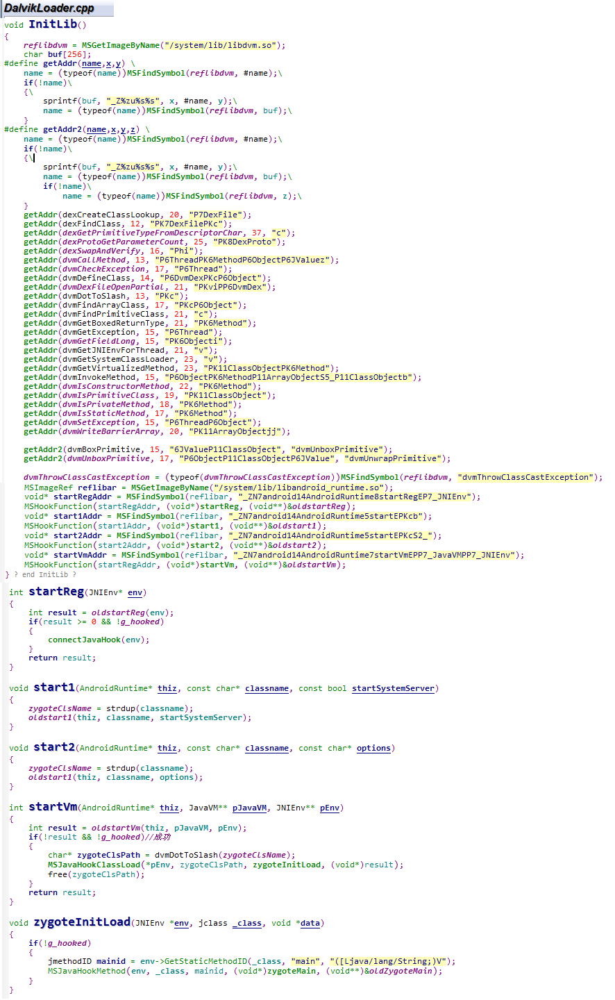 DalvikLoader.cpp
void InitLib()
{
    reflibdvm = MSGetImageByName("/system/lib/libdvm.so");
    char buf[256];
#define getAddr(name,x,y) \
    name = (typeof(name))MSFindSymbol(reflibdvm, #name);\
    if(!name)\
    {\
        sprintf(buf, "_Z%zu%s%s", x, #name, y);\
        name = (typeof(name))MSFindSymbol(reflibdvm, buf);\
    }
#define getAddr2(name,x,y,z) \
    name = (typeof(name))MSFindSymbol(reflibdvm, #name);\
    if(!name)\
    {\
        sprintf(buf, "_Z%zu%s%s", x, #name, y);\
        name = (typeof(name))MSFindSymbol(reflibdvm, buf);\
        if(!name)\
            name = (typeof(name))MSFindSymbol(reflibdvm, z);\
    }
    getAddr(dexCreateClassLookup, 20, "P7DexFile");
    getAddr(dexFindClass, 12, "PK7DexFilePKc");
    getAddr(dexGetPrimitiveTypeFromDescriptorChar, 37, "c");
    getAddr(dexProtoGetParameterCount, 25, "PK8DexProto");
    getAddr(dexSwapAndVerify, 16, "Phi");
    getAddr(dvmCallMethod, 13, "P6ThreadPK6MethodP6ObjectP6JValuez");
    getAddr(dvmCheckException, 17, "P6Thread");
    getAddr(dvmDefineClass, 14, "P6DvmDexPKcP6Object");
    getAddr(dvmDexFileOpenPartial, 21, "PKviPP6DvmDex");
    getAddr(dvmDotToSlash, 13, "PKc");
    getAddr(dvmFindArrayClass, 17, "PKcP6Object");
    getAddr(dvmFindPrimitiveClass, 21, "c");
    getAddr(dvmGetBoxedReturnType, 21, "PK6Method");
    getAddr(dvmGetException, 15, "P6Thread");
    getAddr(dvmGetFieldLong, 15, "PK6Objecti");
    getAddr(dvmGetJNIEnvForThread, 21, "v");
    getAddr(dvmGetSystemClassLoader, 23, "v");
    getAddr(dvmGetVirtualizedMethod, 23, "PK11ClassObjectPK6Method");
    getAddr(dvmInvokeMethod, 15, "P6ObjectPK6MethodP11ArrayObjectS5_P11ClassObjectb");
    getAddr(dvmIsConstructorMethod, 22, "PK6Method");
    getAddr(dvmIsPrimitiveClass, 19, "PK11ClassObject");
    getAddr(dvmIsPrivateMethod, 18, "PK6Method");
    getAddr(dvmIsStaticMethod, 17, "PK6Method");
    getAddr(dvmSetException, 15, "P6ThreadP6Object");
    getAddr(dvmWriteBarrierArray, 20, "PK11ArrayObjectjj");
    getAddr2(dvmBoxPrimitive, 15, "6JValueP11ClassObject", "dvmUnboxPrimitive");
    getAddr2(dvmUnboxPrimitive, 17, "P6ObjectP11ClassObjectP6JValue", "dvmUnwrapPrimitive");
    dvmThrowClassCastException = (typeof(dvmThrowClassCastException))MSFindSymbol(reflibdvm, "dvmThrowClassCastException");
    MSImageRef reflibar = MSGetImageByName("/system/lib/libandroid_runtime.so");
    void* startRegAddr = MSFindSymbol(reflibar, "_ZN7android14AndroidRuntime8startRegEP7_JNIEnv");
    MSHookFunction(startRegAddr, (void*)startReg, (void**)&oldstartReg);
    void* start1Addr = MSFindSymbol(reflibar, "_ZN7android14AndroidRuntime5startEPKcb");
    MSHookFunction(start1Addr, (void*)start1, (void**)&oldstart1);
    void* start2Addr = MSFindSymbol(reflibar, "_ZN7android14AndroidRuntime5startEPKcS2_");
    MSHookFunction(start2Addr, (void*)start2, (void**)&oldstart2);
    void* startVmAddr = MSFindSymbol(reflibar, "_ZN7android14AndroidRuntime7startVmEPP7_JavaVMPP7_JNIEnv");
    MSHookFunction(startRegAddr, (void*)startVm, (void**)&oldstartVm);
} ? end InitLib ?
int startReg(JNIEnv* env)
{
    int result = oldstartReg(env);
    if(result >= 0 && !g_hooked)
    {
        connectJavaHook(env);
    }
    return result;
}
void start1(AndroidRuntime* thiz, const char* classname, const bool startSystemServer)
{
    zygoteClsName = strdup(classname);
    oldstart1(thiz, classname, startSystemServer);
}
void start2(AndroidRuntime* thiz, const char* classname, const char* options)
{
    zygoteClsName = strdup(classname);
    oldstart1(thiz, classname, options);
}
int startVm(AndroidRuntime* thiz, JavaVM** pJavaVM, JNIEnv** pEnv)
{
    int result = oldstartVm(thiz, pJavaVM, pEnv);
    if(!result && !g_hooked)//成功
    {
        char* zygoteClsPath = dvmDotToSlash(zygoteClsName);
        MSJavaHookClassLoad(*pEnv, zygoteClsPath, zygoteInitLoad, (void*)result);
        free(zygoteClsPath);
    }
    return result;
}
void zygoteInitLoad(JNIEnv *env, jclass _class, void *data)
{
    if(!g_hooked)
    {
        jmethodID mainid = env->GetStaticMethodID(_class, "main", "([Ljava/lang/String;)V");
        MSJavaHookMethod(env, _class, mainid, (void*)zygoteMain, (void**)&oldZygoteMain);
    }
}